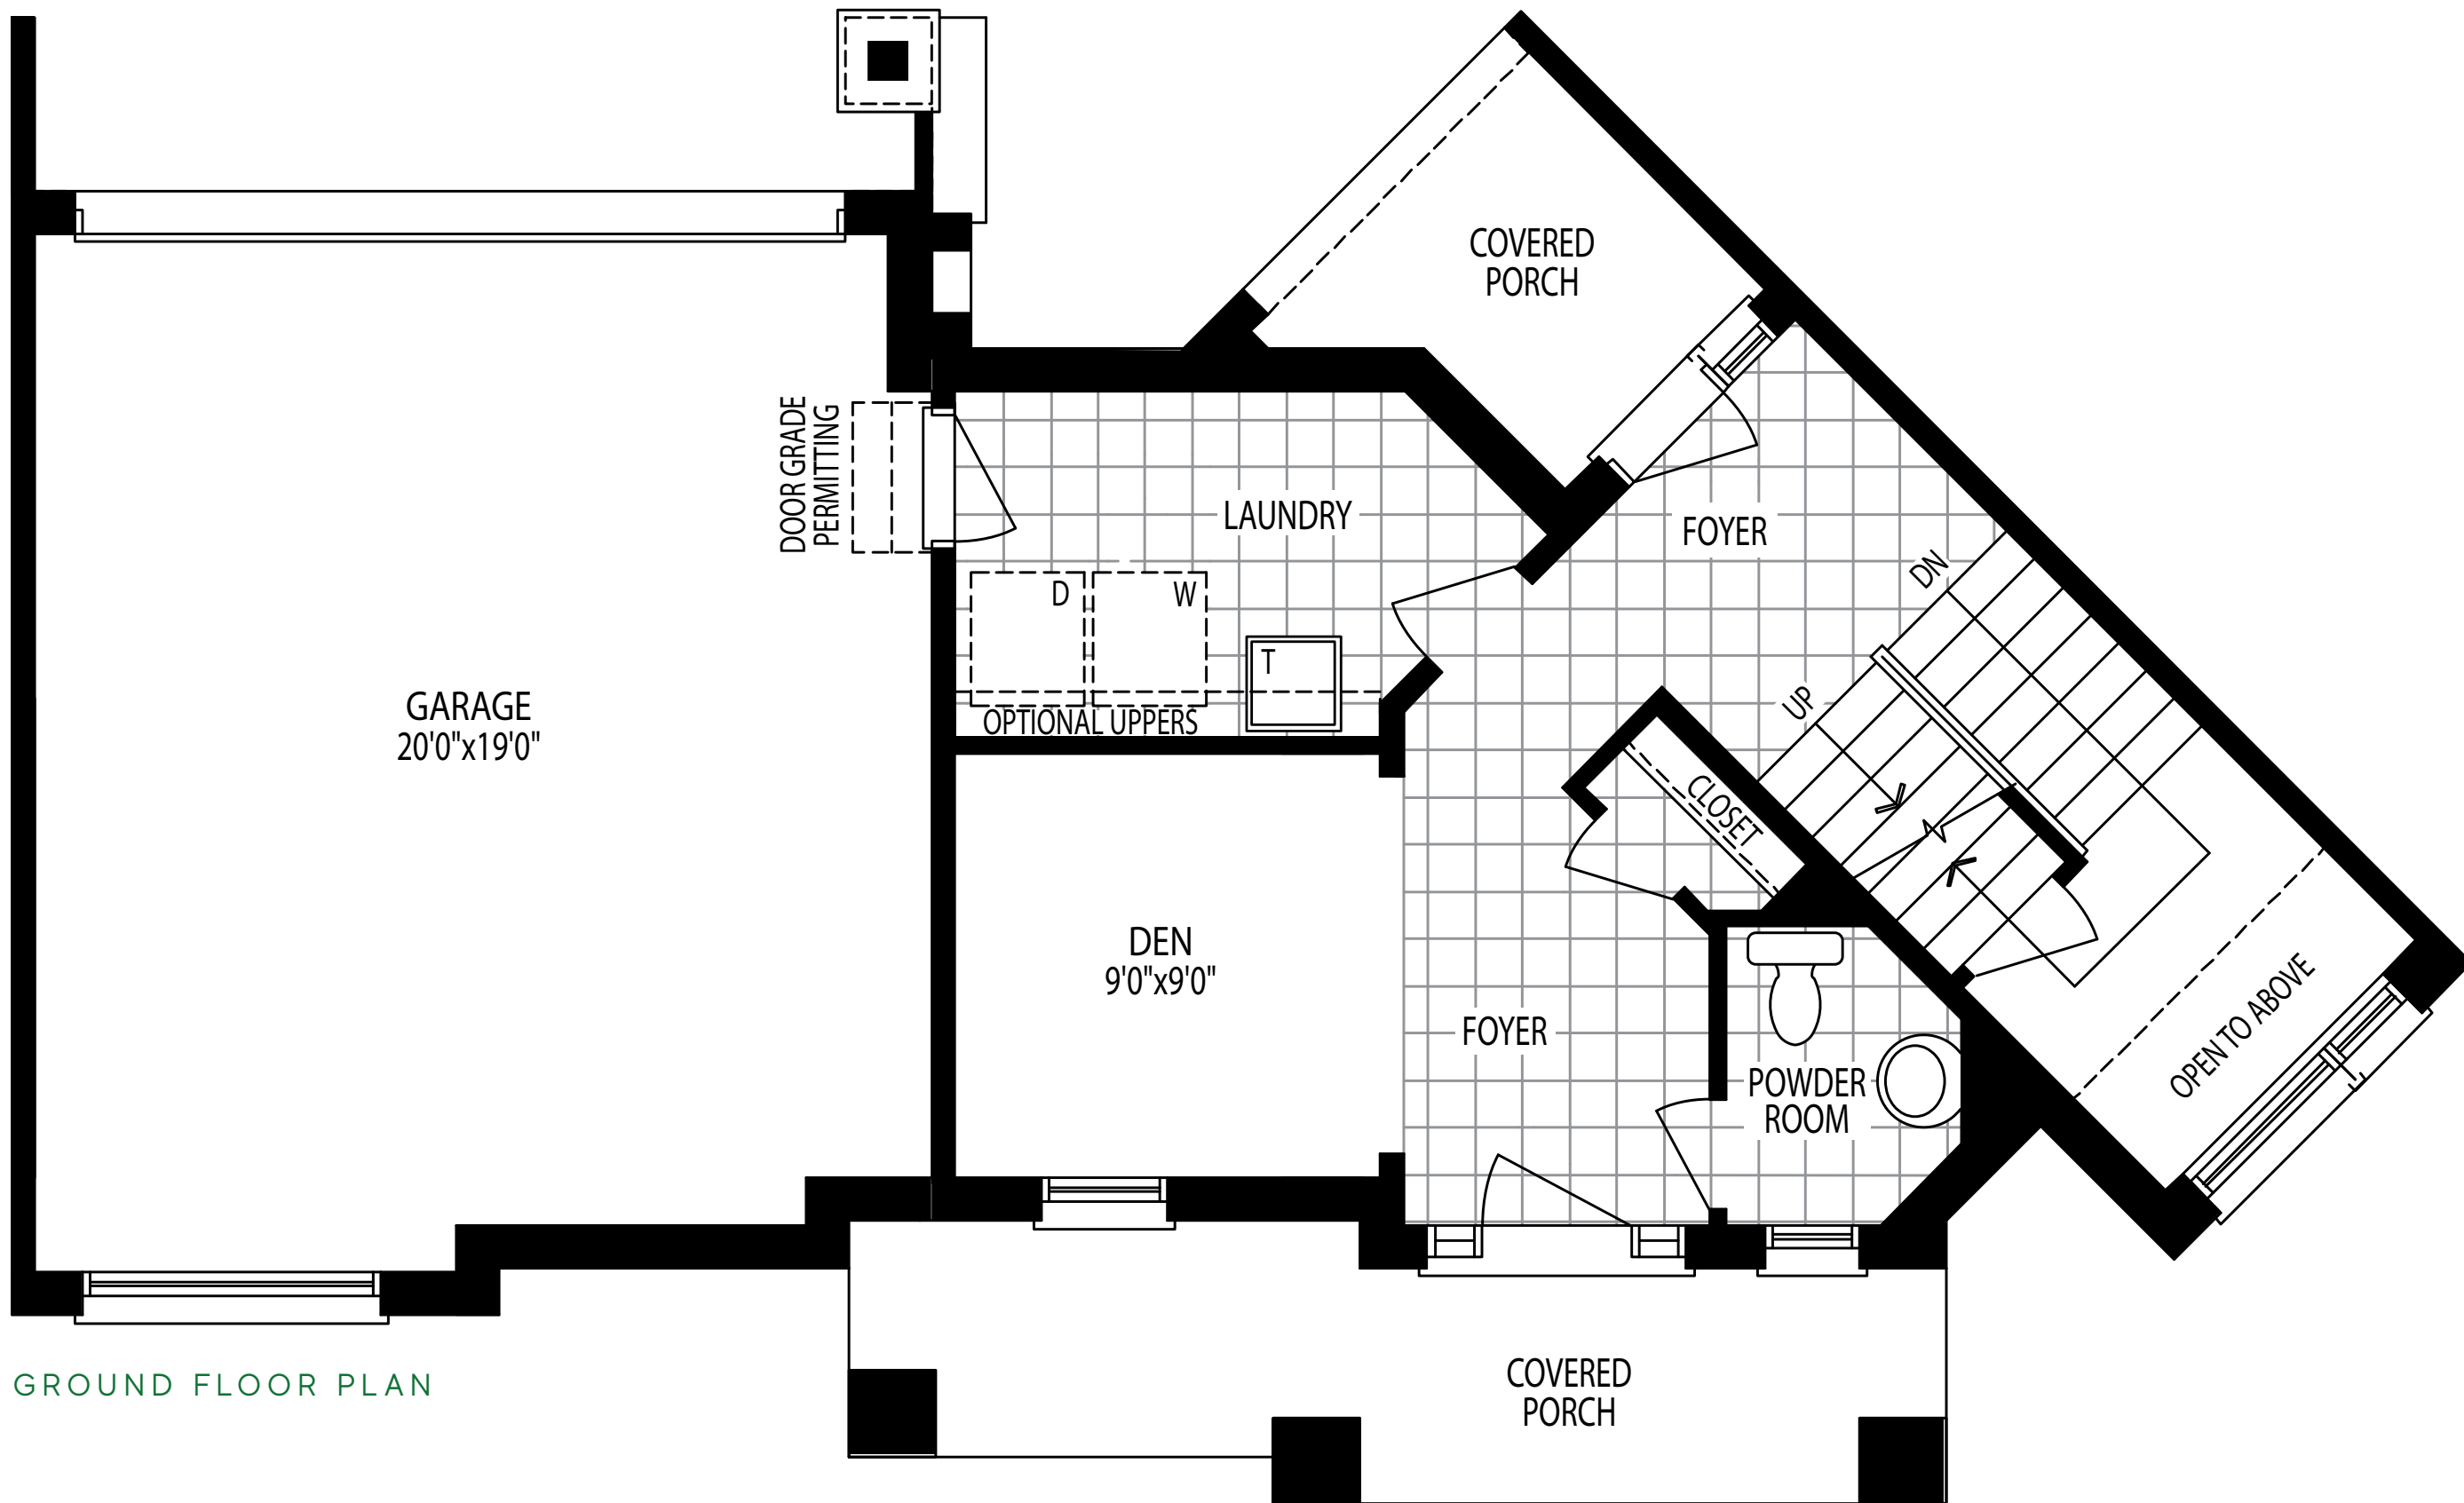 COVERED
PORCH
DOOR GRADE
PERMITTING
LAUNDRY
FOYER
DN
D
W
T
UP
OPTIONAL UPPERS
GARAGE
20'0"x19'0"
CLOSET
DEN
9'0"x9'0"
FOYER
POWDER
ROOM
OPEN TO ABOVE
COVERED
PORCH
GROUND FLOOR PLAN